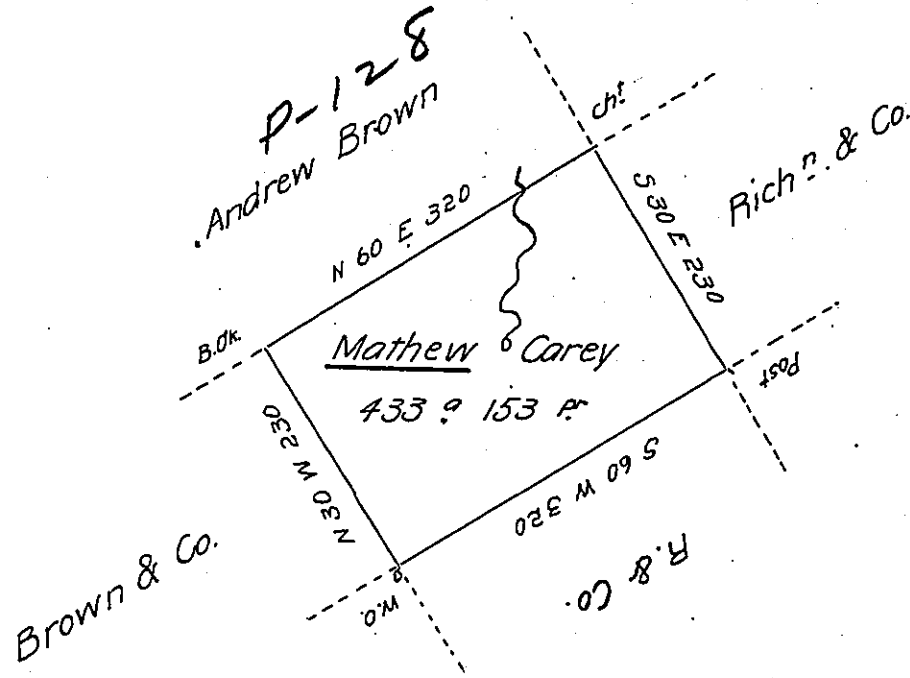 P-128
Andrew Brown
Chꞌt
Richⁿ. & Co.
N 60 E 320
S 30 E 230
B.Ok.
Mathew Carey
433 a 153 pr
Post
N 30 W 230
S 60 W 320
Brown & Co.
W.O.
R. & Co.